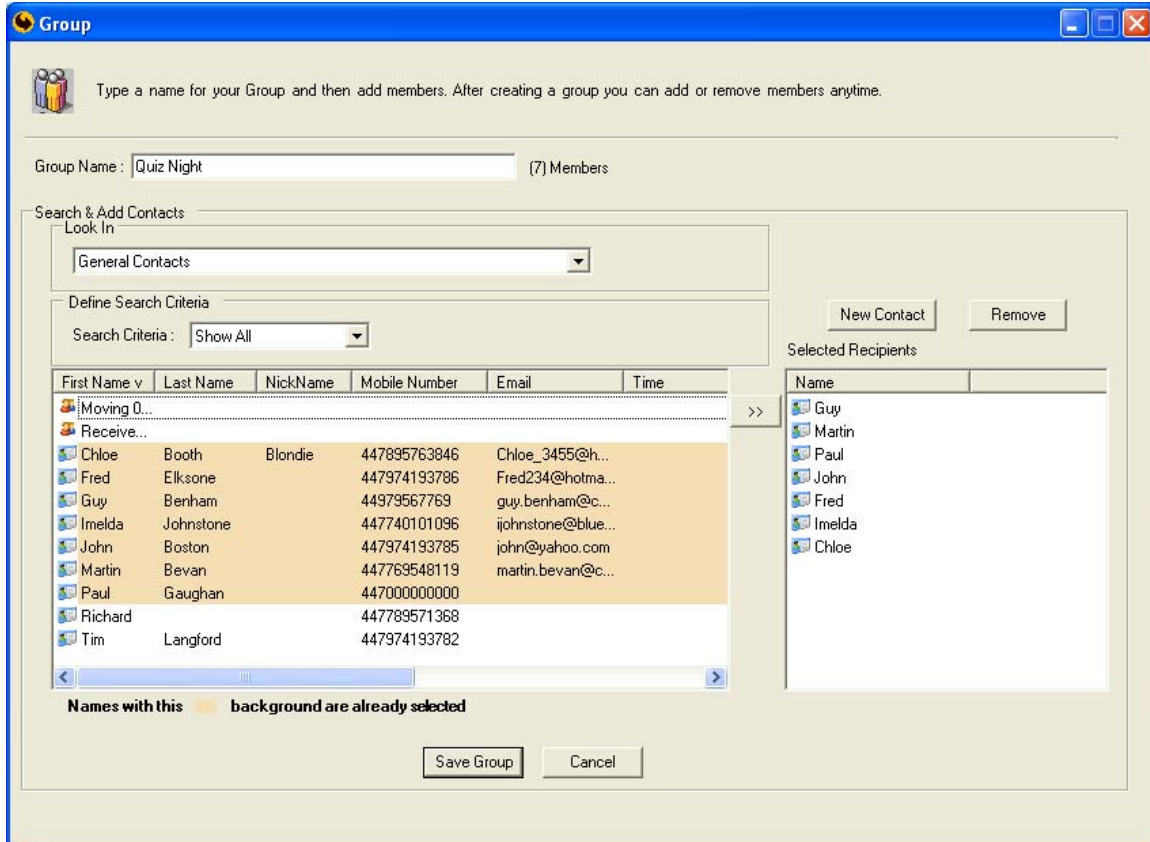 Group
Type a name for your Group and then add members. After creating a group you can add or remove members anytime.
Group Name : Quiz Night (7) Members
Search & Add Contacts
Look In
General Contacts
Define Search Criteria
Search Criteria : Show All
New Contact Remove
Selected Recipients
First Name v Last Name NickName Mobile Number Email Time
Moving 0...
Receive...
Chloe Booth Blondie 447895763846 Chloe_3455@h...
Fred Elksone 447974193786 Fred234@hotma...
Guy Benham 44979567769 guy.benham@c...
Imelda Johnstone 447740101096 ijohnstone@blue...
John Boston 447974193785 john@yahoo.com
Martin Bevan 447769548119 martin.bevan@c...
Paul Gaughan 447000000000
Richard 447789571368
Tim Langford 447974193782
>>
Name
Guy
Martin
Paul
John
Fred
Imelda
Chloe
Names with this background are already selected
Save Group Cancel